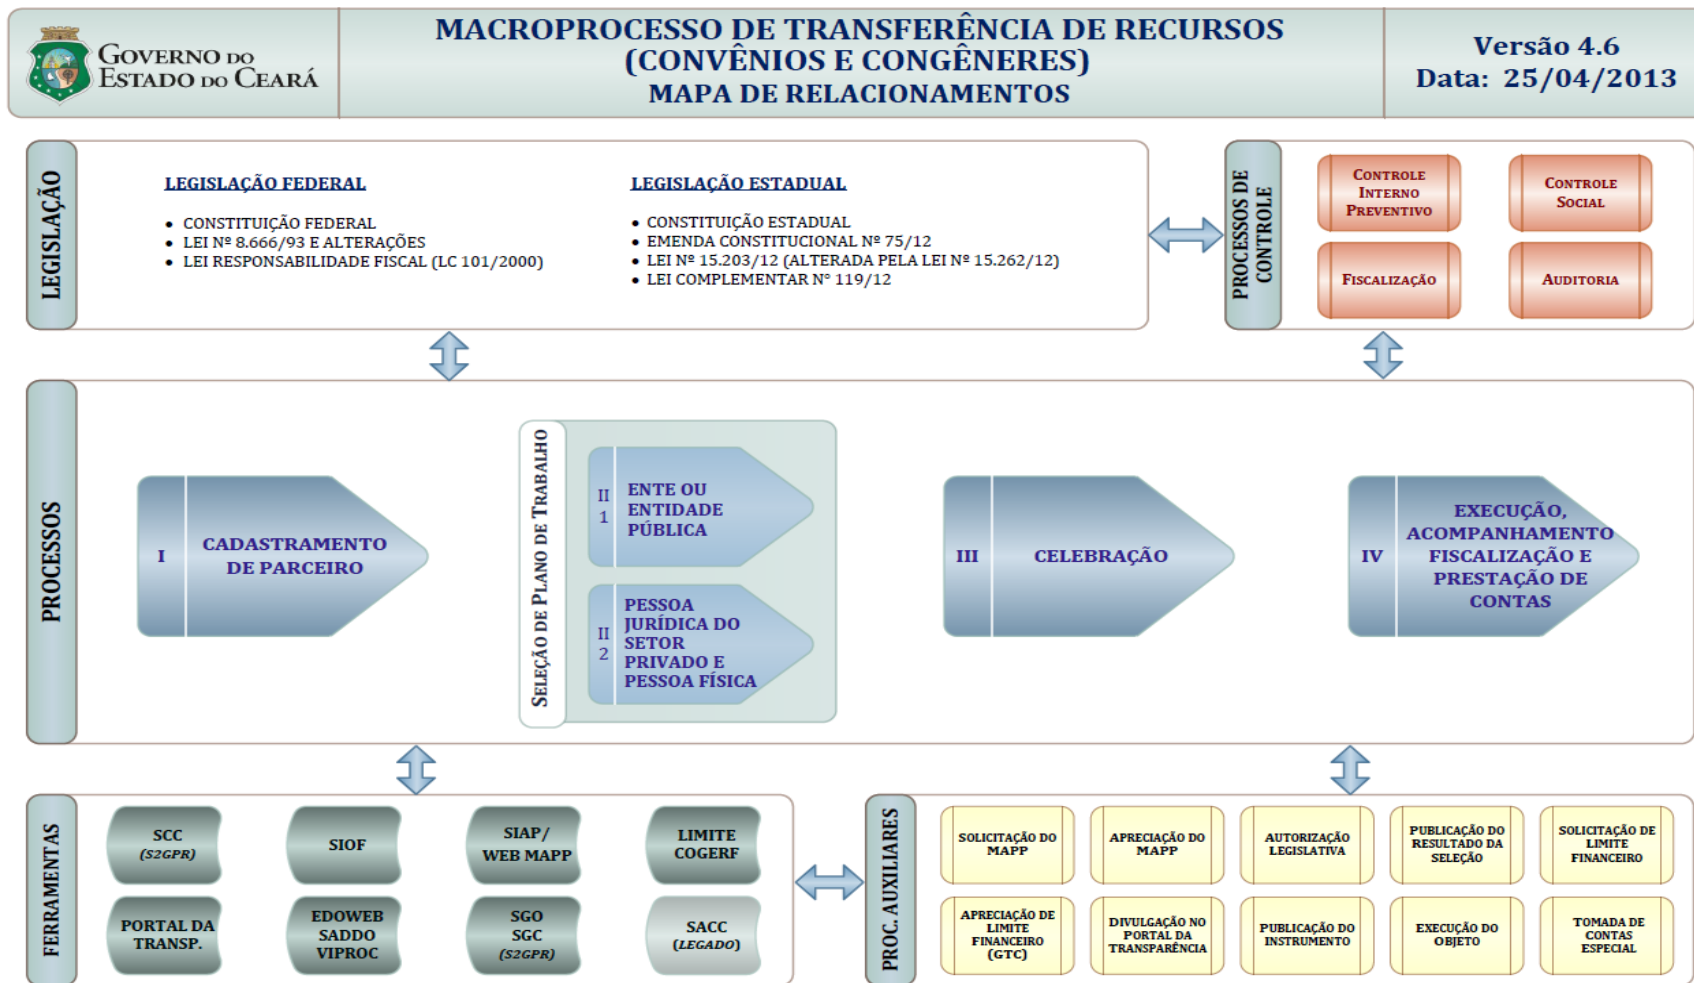 GOVERNO DO
ESTADO DO CEARÁ
MACROPROCESSO DE TRANSFERÊNCIA DE RECURSOS
(CONVÊNIOS E CONGÊNERES)
MAPA DE RELACIONAMENTOS
Versão 4.6
Data: 25/04/2013
LEGISLAÇÃO
LEGISLAÇÃO FEDERAL
• CONSTITUIÇÃO FEDERAL
• LEI Nº 8.666/93 E ALTERAÇÕES
• LEI RESPONSABILIDADE FISCAL (LC 101/2000)
LEGISLAÇÃO ESTADUAL
• CONSTITUIÇÃO ESTADUAL
• EMENDA CONSTITUCIONAL Nº 75/12
• LEI Nº 15.203/12 (ALTERADA PELA LEI Nº 15.262/12)
• LEI COMPLEMENTAR N° 119/12
PROCESSOS DE
CONTROLE
CONTROLE
INTERNO
PREVENTIVO
CONTROLE
SOCIAL
FISCALIZAÇÃO
AUDITORIA
PROCESSOS
I
CADASTRAMENTO
DE PARCEIRO
SELEÇÃO DE PLANO DE TRABALHO
II
1
ENTE OU
ENTIDADE
PÚBLICA
II
2
PESSOA
JURÍDICA DO
SETOR
PRIVADO E
PESSOA FÍSICA
III
CELEBRAÇÃO
IV
EXECUÇÃO,
ACOMPANHAMENTO
FISCALIZAÇÃO E
PRESTAÇÃO DE
CONTAS
FERRAMENTAS
SCC
(S2GPR)
SIOF
SIAP/
WEB MAPP
LIMITE
COGERF
PORTAL DA
TRANSP.
EDOWEB
SADDO
VIPROC
SGO
SGC
(S2GPR)
SACC
(LEGADO)
PROC. AUXILIARES
SOLICITAÇÃO DO
MAPP
APRECIAÇÃO DO
MAPP
AUTORIZAÇÃO
LEGISLATIVA
PUBLICAÇÃO DO
RESULTADO DA
SELEÇÃO
SOLICITAÇÃO DE
LIMITE
FINANCEIRO
APRECIAÇÃO DE
LIMITE
FINANCEIRO
(GTC)
DIVULGAÇÃO NO
PORTAL DA
TRANSPARÊNCIA
PUBLICAÇÃO DO
INSTRUMENTO
EXECUÇÃO DO
OBJETO
TOMADA DE
CONTAS
ESPECIAL